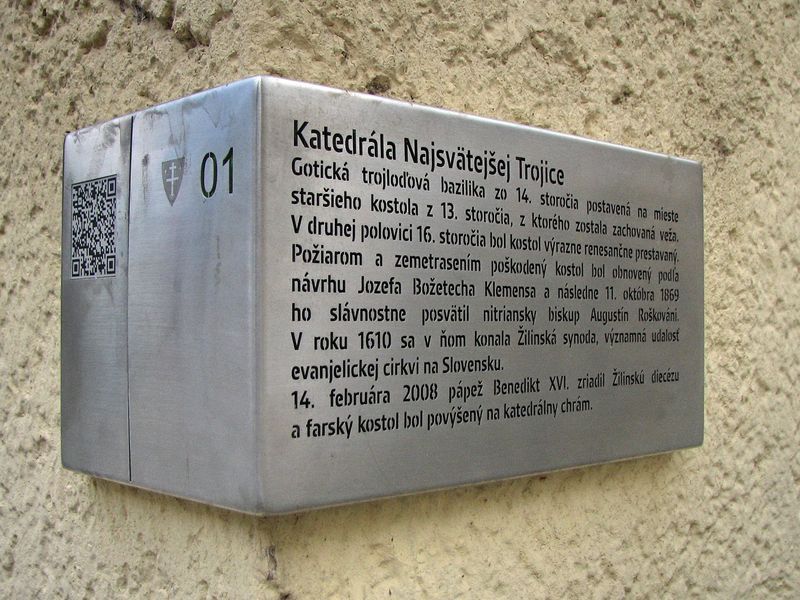 01
Katedrála Najsvätejšej Trojice
Gotická trojloďová bazilika zo 14. storočia postavená na mieste
staršieho kostola z 13. storočia, z ktorého zostala zachovaná veža.
V druhej polovici 16. storočia bol kostol výrazne renesančne prestavaný.
Požiarom a zemetrasením poškodený kostol bol obnovený podľa
návrhu Jozefa Božetecha Klemensa a následne 11. októbra 1869
ho slávnostne posvätil nitriansky biskup Augustín Roškováni.
V roku 1610 sa v ňom konala Žilinská synoda, významná udalosť
evanjelickej cirkvi na Slovensku.
14. februára 2008 pápež Benedikt XVI. zriadil Žilinskú diecézu
a farský kostol bol povýšený na katedrálny chrám.